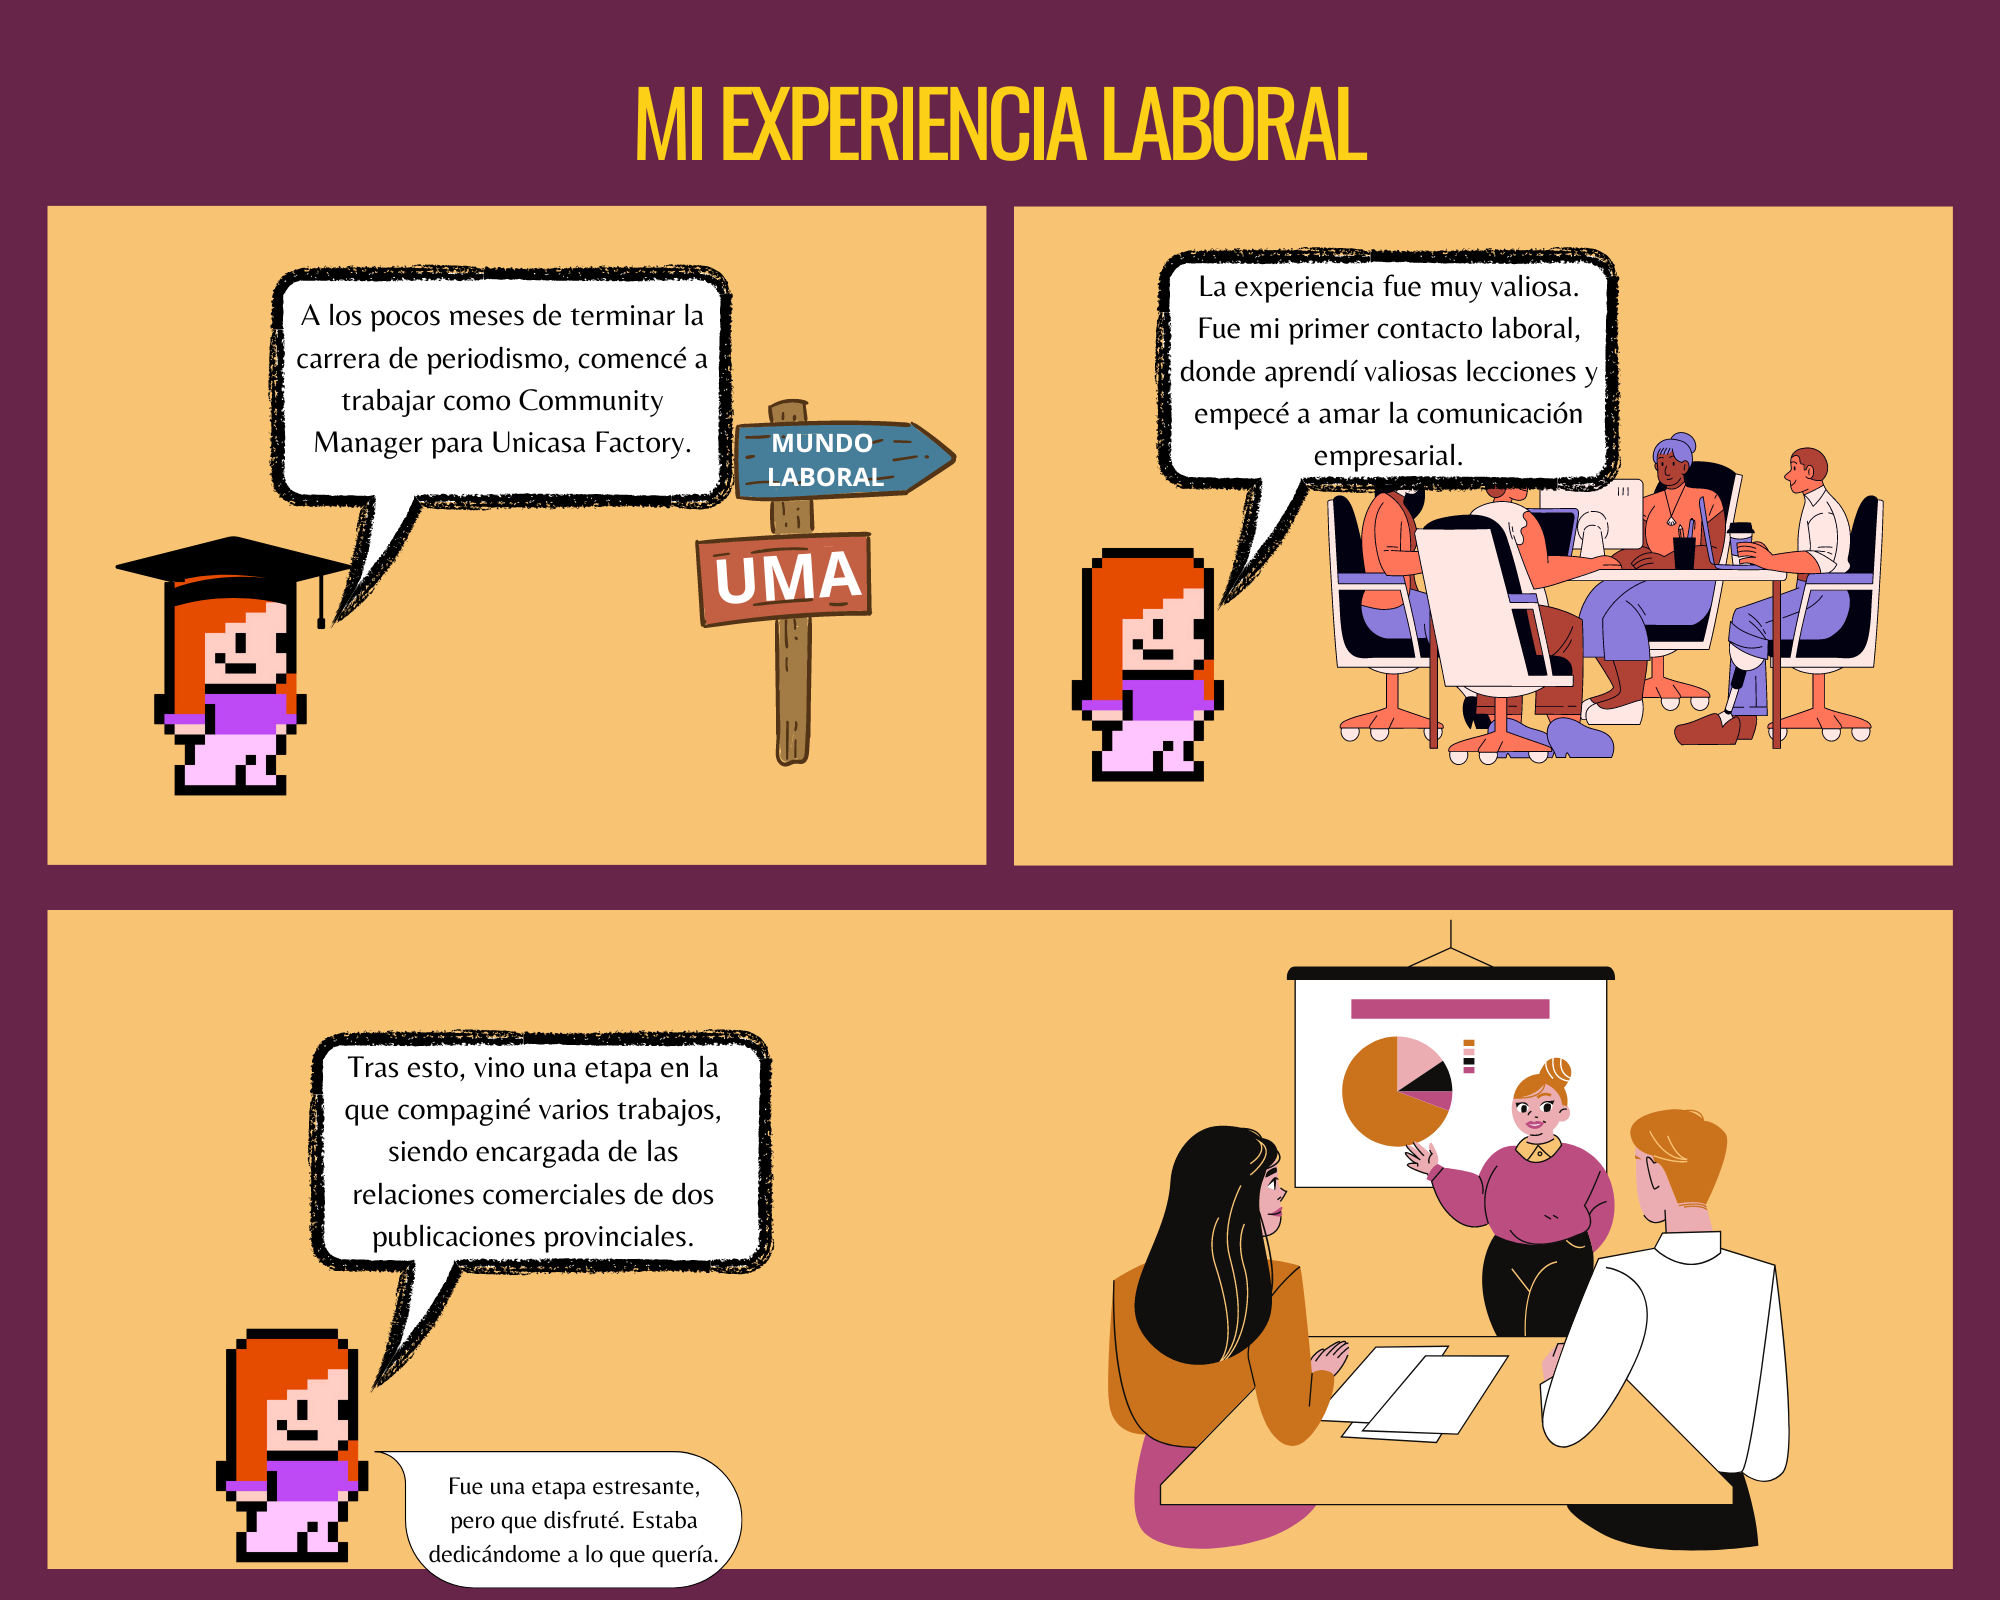 MI EXPERIENCIA LABORAL
A los pocos meses de terminar la
carrera de periodismo, comencé a
trabajar como Community
Manager para Unicasa Factory.
MUNDO
LABORAL
UMA
La experiencia fue muy valiosa.
Fue mi primer contacto laboral,
donde aprendí valiosas lecciones y
empecé a amar la comunicación
empresarial.
Tras esto, vino una etapa en la
que compaginé varios trabajos,
siendo encargada de las
relaciones comerciales de dos
publicaciones provinciales.
Fue una etapa estresante,
pero que disfruté. Estaba
dedicándome a lo que quería.